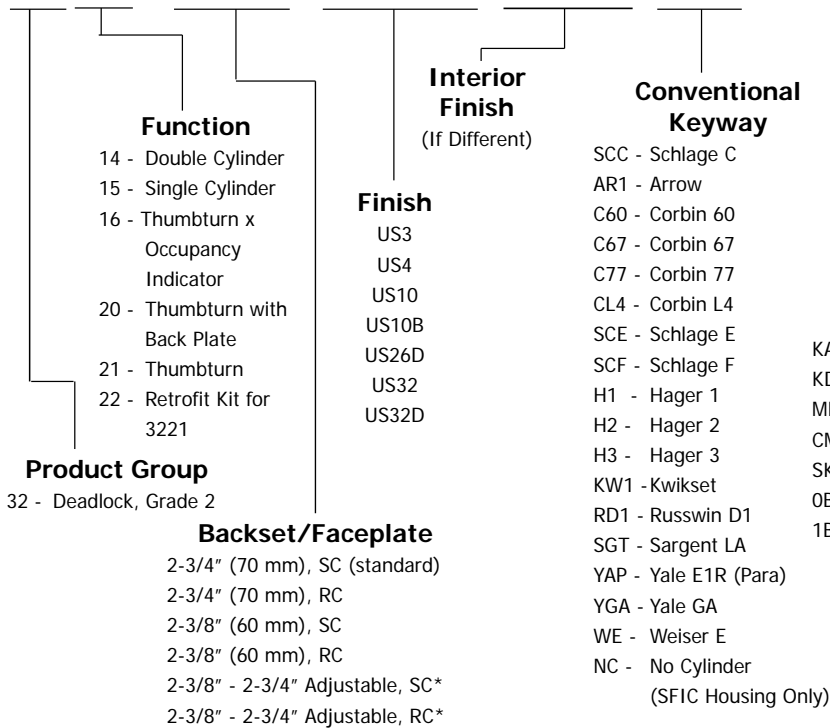 Function
14 - Double Cylinder
15 - Single Cylinder
16 - Thumbturn x
Occupancy
Indicator
20 - Thumbturn with
Back Plate
21 - Thumbturn
22 - Retrofit Kit for
3221
Product Group
32 - Deadlock, Grade 2
Backset/Faceplate
2-3/4" (70 mm), SC (standard)
2-3/4" (70 mm), RC
2-3/8" (60 mm), SC
2-3/8" (60 mm), RC
2-3/8" - 2-3/4" Adjustable, SC*
2-3/8" - 2-3/4" Adjustable, RC*
Finish
US3
US4
US10
US10B
US26D
US32
US32D
Interior
Finish
(If Different)
Conventional
Keyway
SCC - Schlage C
AR1 - Arrow
C60 - Corbin 60
C67 - Corbin 67
C77 - Corbin 77
CL4 - Corbin L4
SCE - Schlage E
SCF - Schlage F
H1 - Hager 1
H2 - Hager 2
H3 - Hager 3
KW1 -Kwikset
RD1 - Russwin D1
SGT - Sargent LA
YAP - Yale E1R (Para)
YGA - Yale GA
WE - Weiser E
NC - No Cylinder
(SFIC Housing Only)